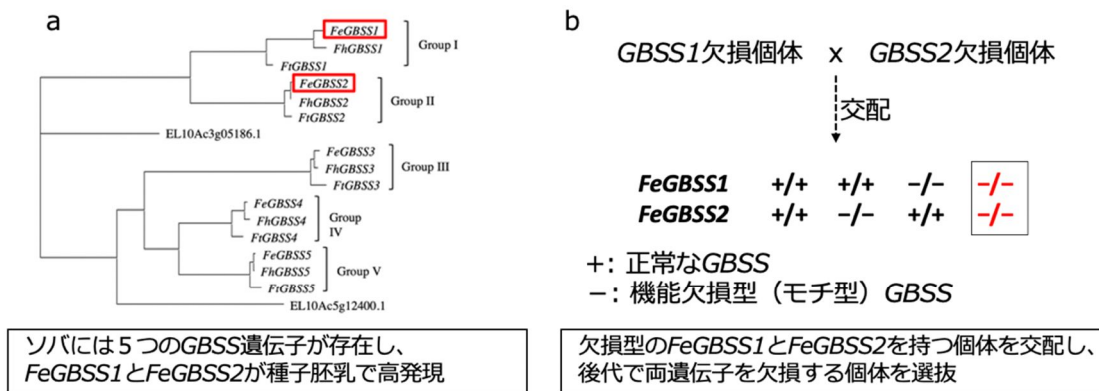 a
FeGBSS1
FhGBSS1
Group I
FtGBSS1
FeGBSS2
FhGBSS2
Group II
FtGBSS2
EL10Ac3g05186.1
FeGBSS3
FhGBSS3
Group III
FtGBSS3
FeGBSS4
FhGBSS4
Group
IV
FtGBSS4
FeGBSS5
FhGBSS5
Group V
FtGBSS5
EL10Ac5g12400.1
ソバには５つのGBSS遺伝子が存在し、
FeGBSS1とFeGBSS2が種子胚乳で高発現
b
GBSS1欠損個体 x GBSS2欠損個体
交配
FeGBSS1 +/+ +/+ −/− −/−
FeGBSS2 +/+ −/− +/+ −/−
+: 正常なGBSS
−: 機能欠損型（モチ型）GBSS
欠損型のFeGBSS1とFeGBSS2を持つ個体を交配し、
後代で両遺伝子を欠損する個体を選抜